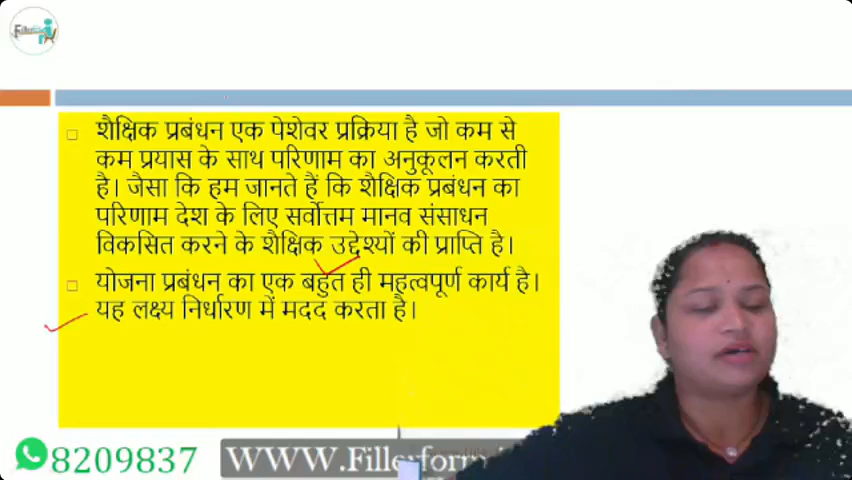 शैक्षिक प्रबंधन एक पेशेवर प्रक्रिया है जो कम से
कम प्रयास के साथ परिणाम का अनुकूलन करती
है। जैसा कि हम जानते हैं कि शैक्षिक प्रबंधन का
परिणाम देश के लिए सर्वोत्तम मानव संसाधन
विकसित करने के शैक्षिक उद्देश्यों की प्राप्ति है।
योजना प्रबंधन का एक बहुत ही महत्वपूर्ण कार्य है।
यह लक्ष्य निर्धारण में मदद करता है।
8209837
WWW.Fillerform